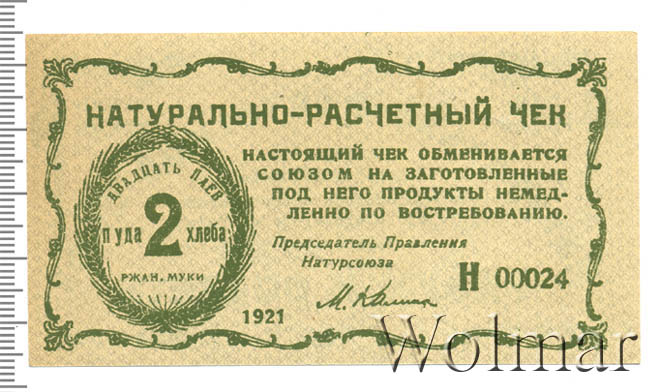 НАТУРАЛЬНО-РАСЧЕТНЫЙ ЧЕК
ДВАДЦАТЬ ПАЕВ
пуда 2 хлеба
РЖАН. МУКИ
НАСТОЯЩИЙ ЧЕК ОБМЕНИВАЕТСЯ
СОЮЗОМ НА ЗАГОТОВЛЕННЫЕ
ПОД НЕГО ПРОДУКТЫ НЕМЕД-
ЛЕННО ПО ВОСТРЕБОВАНИЮ.
Председатель Правления
Натурсоюза
Н 00024
1921
Wolmar